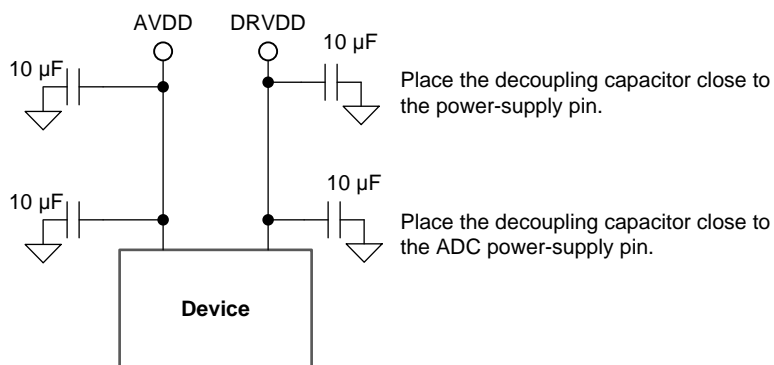 AVDD
DRVDD
10 µF
10 µF
Place the decoupling capacitor close to
the power-supply pin.
10 µF
10 µF
Place the decoupling capacitor close to
the ADC power-supply pin.
Device